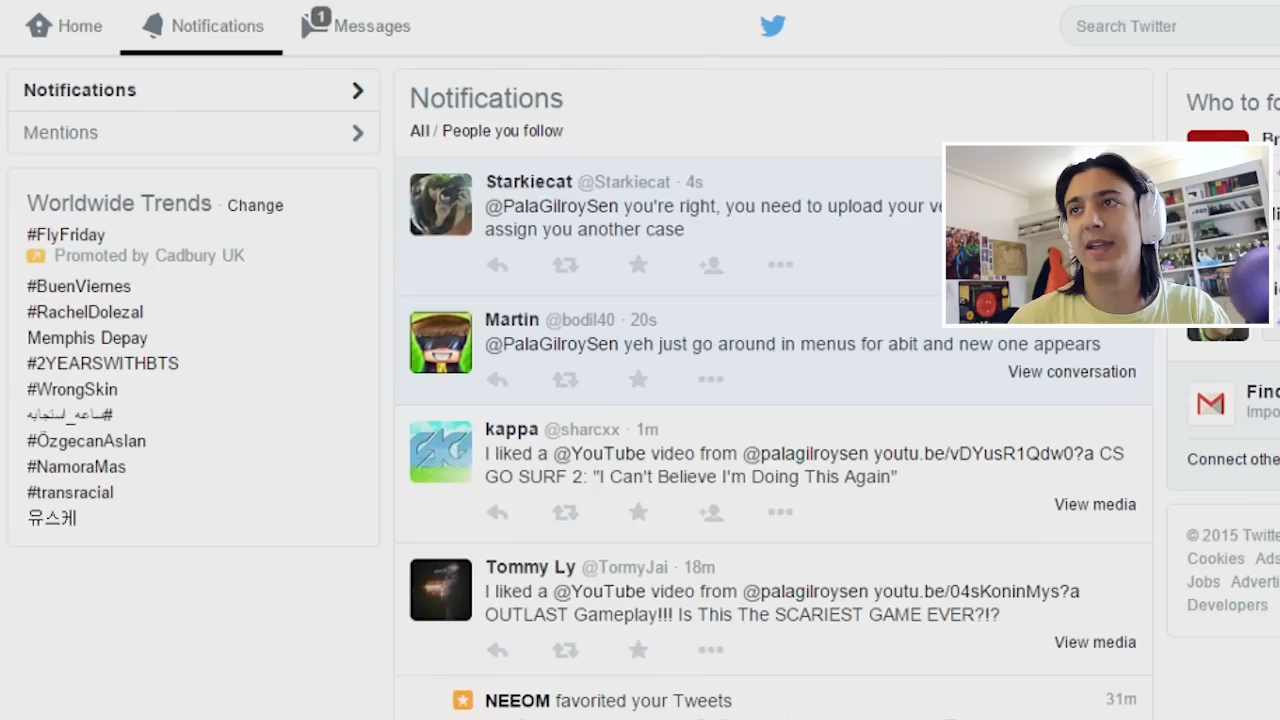 Home
Notifications
1
Messages
Search Twitter
Notifications
Mentions
Worldwide Trends · Change
#FlyFriday
Promoted by Cadbury UK
#BuenViernes
#RachelDolezal
Memphis Depay
#2YEARSWITHBTS
#WrongSkin
#ساعه_استجابه
#ÖzgecanAslan
#NamoraMas
#transracial
유스케
Notifications
All / People you follow
Starkiecat @Starkiecat · 4s
@PalaGilroySen you're right, you need to upload your
assign you another case
Martin @bodil40 · 20s
@PalaGilroySen yeh just go around in menus for abit and new one appears
View conversation
kappa @sharcxx · 1m
I liked a @YouTube video from @palagilroysen youtu.be/vDYusR1Qdw0?a CS
GO SURF 2: "I Can't Believe I'm Doing This Again"
View media
Tommy Ly @TormyJai · 18m
I liked a @YouTube video from @palagilroysen youtu.be/04sKoninMys?a
OUTLAST Gameplay!!! Is This The SCARIEST GAME EVER?!?
View media
NEEOM favorited your Tweets
31m
Who to fo
Br
Find
Impo
Connect othe
© 2015 Twitte
Cookies Ads
Jobs Adverti
Developers